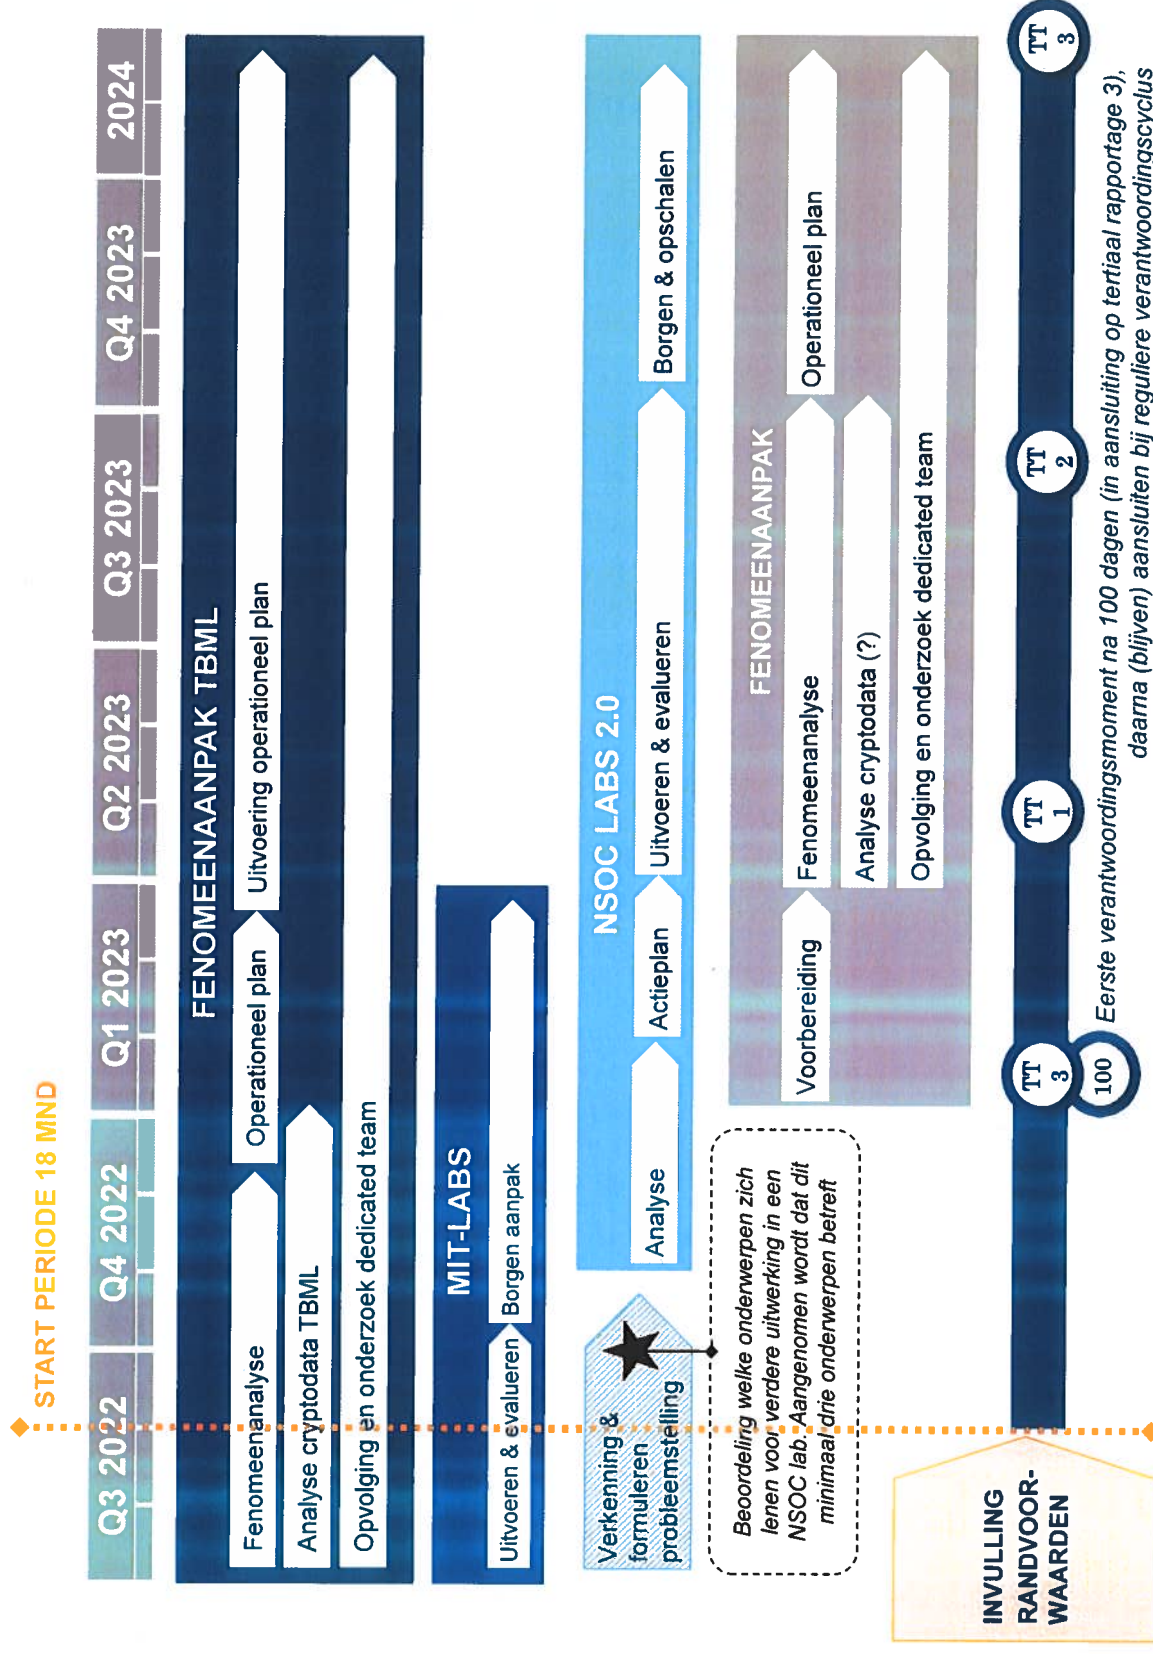 START PERIODE 18 MND
Q3 2022
Q4 2022
Q1 2023
Q2 2023
Q3 2023
Q4 2023
2024
FENOMEENAANPAK TBML
Fenomeenanalyse
Operationeel plan
Uitvoering operationeel plan
Analyse cryptodata TBML
Opvolging en onderzoek dedicated team
MIT-LABS
Uitvoeren & evalueren
Borgen aanpak
NSOC LABS 2.0
Verkenning &
formuleren
probleemstelling
Analyse
Actieplan
Uitvoeren & evalueren
Borgen & opschalen
Beoordeling welke onderwerpen zich
lenen voor verdere uitwerking in een
NSOC lab. Aangenomen wordt dat dit
minimaal drie onderwerpen betreft
FENOMEENAANPAK
Voorbereiding
Fenomeenanalyse
Operationeel plan
Analyse cryptodata (?)
Opvolging en onderzoek dedicated team
INVULLING
RANDVOOR-
WAARDEN
TT
3
100
TT
1
TT
2
TT
3
Eerste verantwoordingsmoment na 100 dagen (in aansluiting op tertiaal rapportage 3),
daarna (blijven) aansluiten bij reguliere verantwoordingscyclus